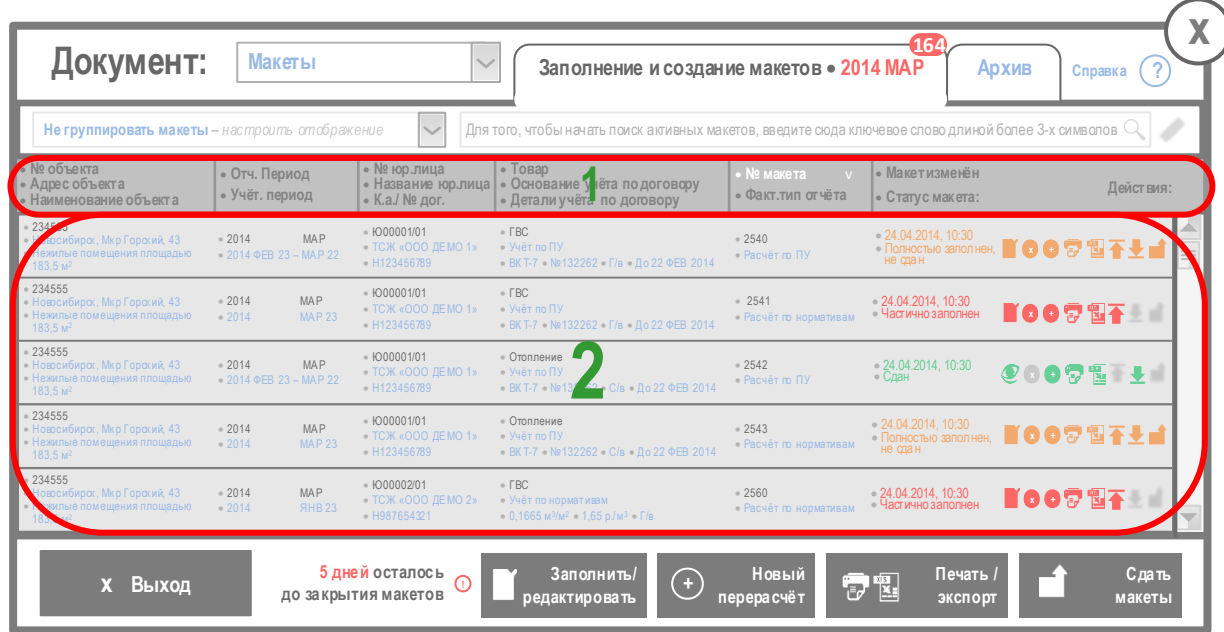 X
Документ:
Макеты
Заполнение и создание макетов • 2014 МАР
164
Архив
Справка ?
Не группировать макеты – настроить отображение
Для того, чтобы начать поиск активных макетов, введите сюда ключевое слово длиной более 3-х символов
• № объекта
• Адрес объекта
• Наименование объекта
• Отч. Период
• Учёт. период
• № юр.лица
• Название юр.лица
• К.а./ № дог.
• Товар
• Основание учёта по договору
• Детали учёта по договору
1
• № макета v
• Факт.тип отчёта
• Макет изменён
• Статус макета:
Действия:
• 234555
• Новосибирск, Мкр Горский, 43
• Нежилые помещения площадью
183,5 м²
• 2014 МАР
• 2014 ФЕВ 23 – МАР 22
• Ю00001/01
• ТСЖ «ООО ДЕМО 1»
• Н123456789
• ГВС
• Учёт по ПУ
• ВКТ-7 • №132262 • Г/в • До 22 ФЕВ 2014
• 2540
• Расчёт по ПУ
• 24.04.2014, 10:30
• Полностью заполнен,
не сдан
• 234555
• Новосибирск, Мкр Горский, 43
• Нежилые помещения площадью
183,5 м²
• 2014 МАР
• 2014 МАР 23
• Ю00001/01
• ТСЖ «ООО ДЕМО 1»
• Н123456789
• ГВС
• Учёт по ПУ
• ВКТ-7 • №132262 • Г/в • До 22 ФЕВ 2014
• 2541
• Расчёт по нормативам
• 24.04.2014, 10:30
• Частично заполнен
• 234555
• Новосибирск, Мкр Горский, 43
• Нежилые помещения площадью
183,5 м²
• 2014 МАР
• 2014 ФЕВ 23 – МАР 22
• Ю00001/01
• ТСЖ «ООО ДЕМО 1»
• Н123456789
• Отопление
• Учёт по ПУ
• ВКТ-7 • №132262 • С/в • До 22 ФЕВ 2014
2
• 2542
• Расчёт по ПУ
• 24.04.2014, 10:30
• Сдан
• 234555
• Новосибирск, Мкр Горский, 43
• Нежилые помещения площадью
183,5 м²
• 2014 МАР
• 2014 МАР 23
• Ю00001/01
• ТСЖ «ООО ДЕМО 1»
• Н123456789
• Отопление
• Учёт по ПУ
• ВКТ-7 • №132262 • С/в • До 22 ФЕВ 2014
• 2543
• Расчёт по нормативам
• 24.04.2014, 10:30
• Полностью заполнен,
не сдан
• 234555
• Новосибирск, Мкр Горский, 43
• Нежилые помещения площадью
183,5 м²
• 2014 МАР
• 2014 ЯНВ 23
• Ю00002/01
• ТСЖ «ООО ДЕМО 2»
• Н987654321
• ГВС
• Учёт по нормативам
• 0,1665 м³/м² • 1,65 р./м³ • Г/в
• 2560
• Расчёт по нормативам
• 24.04.2014, 10:30
• Частично заполнен
X Выход
5 дней осталось
до закрытия макетов
Заполнить/
редактировать
Новый
перерасчёт
Печать /
экспорт
Сдать
макеты